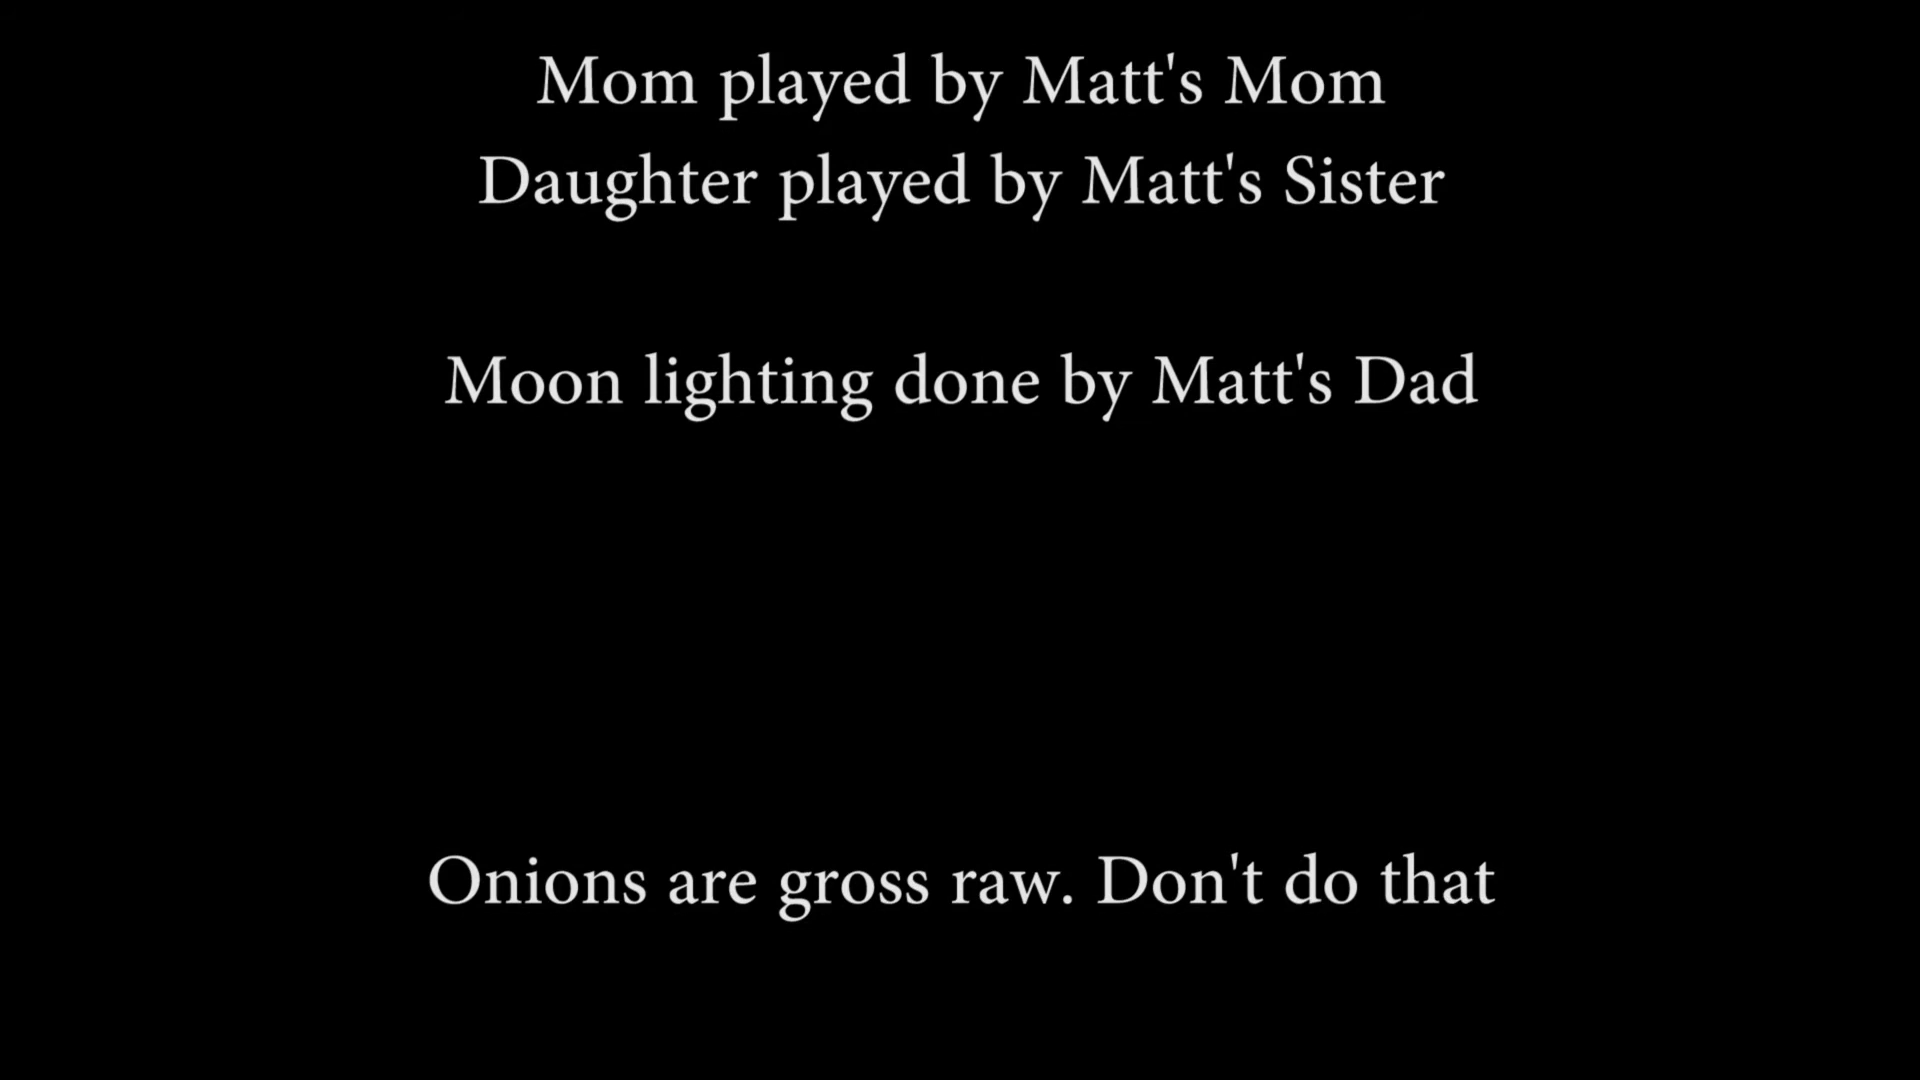 Mom played by Matt's Mom
Daughter played by Matt's Sister
Moon lighting done by Matt's Dad
Onions are gross raw. Don't do that